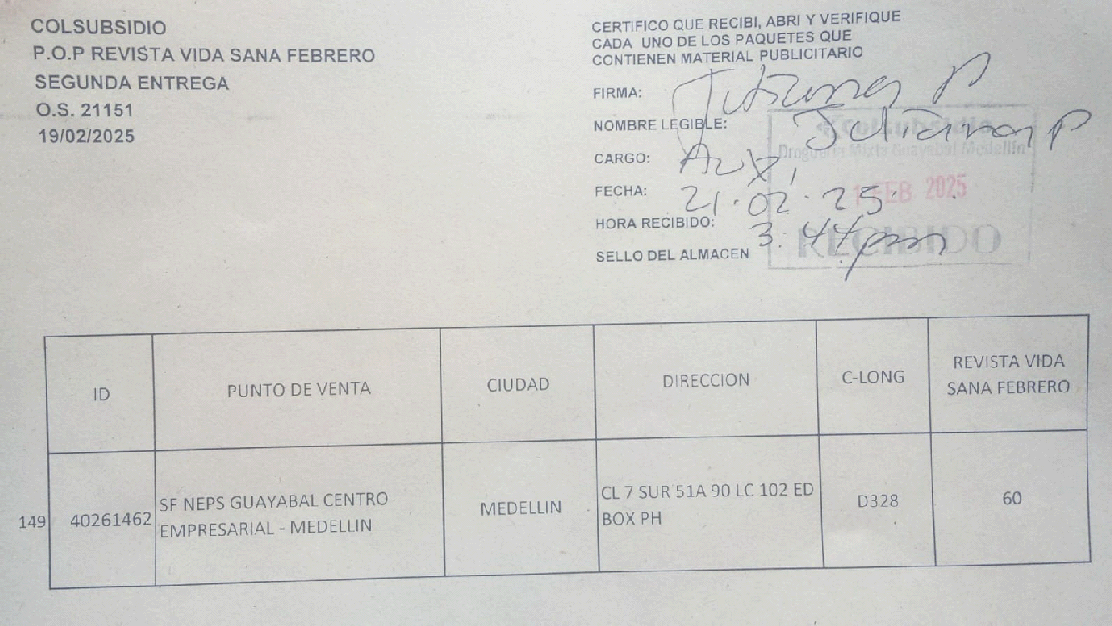 COLSUBSIDIO
P.O.P REVISTA VIDA SANA FEBRERO
SEGUNDA ENTREGA
O.S. 21151
19/02/2025
CERTIFICO QUE RECIBI, ABRI Y VERIFIQUE
CADA UNO DE LOS PAQUETES QUE
CONTIENEN MATERIAL PUBLICITARIO
FIRMA:
NOMBRE LEGIBLE:
CARGO: Aux,
FECHA: 21.02.25
HORA RECIBIDO: 3:44pm
SELLO DEL ALMACEN
Colsubsidio
Medellín
FEB 2025
RECIBIDO
ID PUNTO DE VENTA CIUDAD DIRECCION C-LONG REVISTA VIDA
SANA FEBRERO
149 40261462 SF NEPS GUAYABAL CENTRO
EMPRESARIAL - MEDELLIN
MEDELLIN
CL 7 SUR 51A 90 LC 102 ED
BOX PH
D328
60